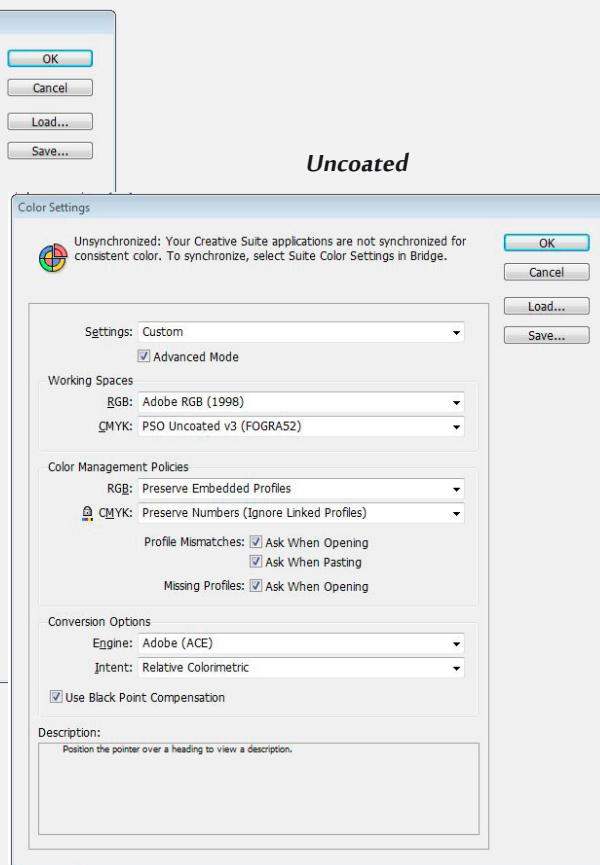 OK
Cancel
Load...
Save...
Uncoated
Color Settings
Unsynchronized: Your Creative Suite applications are not synchronized for
consistent color. To synchronize, select Suite Color Settings in Bridge.
OK
Cancel
Load...
Save...
Settings: Custom
Advanced Mode
Working Spaces
RGB: Adobe RGB (1998)
CMYK: PSO Uncoated v3 (FOGRA52)
Color Management Policies
RGB: Preserve Embedded Profiles
CMYK: Preserve Numbers (Ignore Linked Profiles)
Profile Mismatches: Ask When Opening
Ask When Pasting
Missing Profiles: Ask When Opening
Conversion Options
Engine: Adobe (ACE)
Intent: Relative Colorimetric
Use Black Point Compensation
Description:
Position the pointer over a heading to view a description.